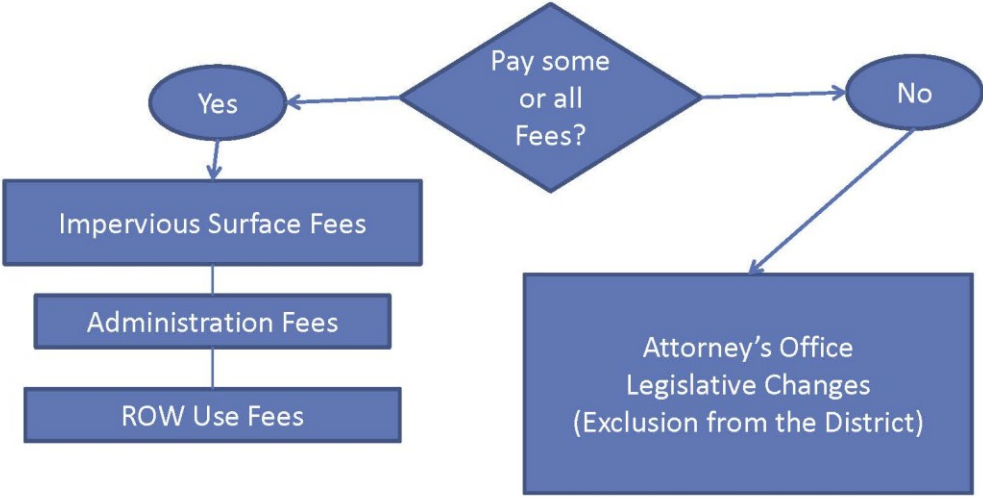 Pay some
or all
Fees?
Yes
No
Impervious Surface Fees
Administration Fees
ROW Use Fees
Attorney’s Office
Legislative Changes
(Exclusion from the District)